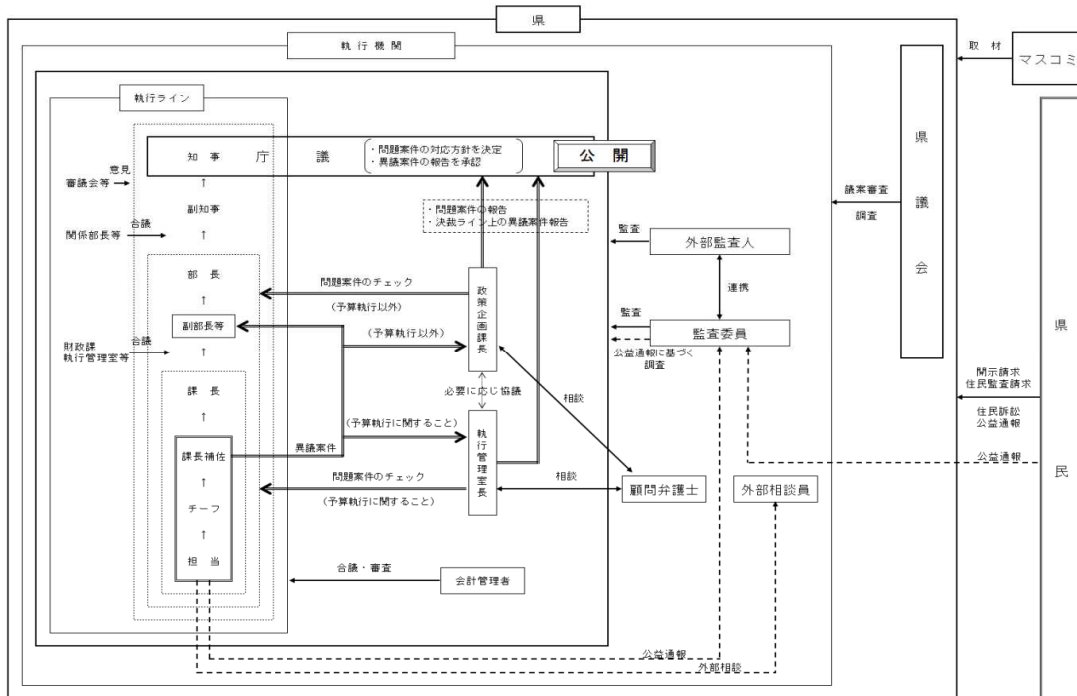 県
執 行 機 関
取 材
マスコミ
執行ライン
知 事
庁 議
・問題案件の対応方針を決定
・異議案件の報告を承認
公 開
県 議 会
意見
審議会等
副知事
議案審査
調査
・問題案件の報告
・決裁ライン上の異議案件報告
合議
関係部長等
監査
外部監査人
部 長
問題案件のチェック
(予算執行以外)
政策企画課長
連携
副部長等
(予算執行以外)
監査
監査委員
合議
財政課
執行管理室等
公益通報に基づく
調査
県 民
開示請求
住民監査請求
住民訴訟
公益通報
課 長
必要に応じ協議
相談
(予算執行に関すること)
執行管理室長
課長補佐
異議案件
公益通報
問題案件のチェック
(予算執行に関すること)
相談
顧問弁護士
外部相談員
チーフ
担 当
合議・審査
会計管理者
公益通報
外部相談